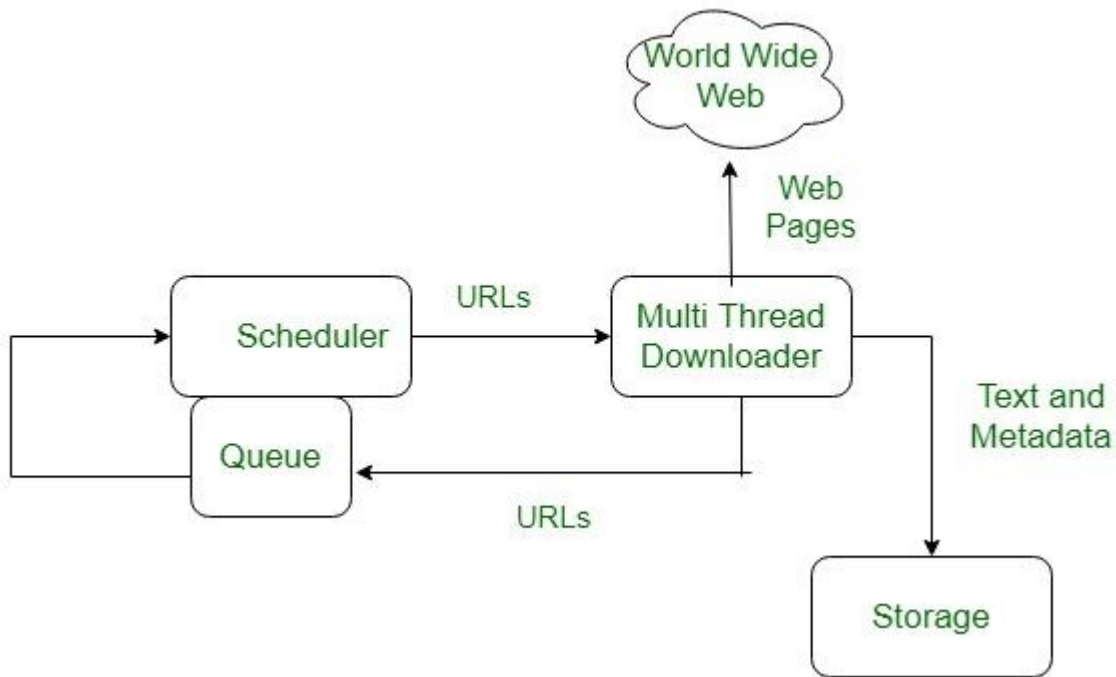 World Wide
Web
Web
Pages
URLs
Scheduler
Multi Thread
Downloader
Text and
Metadata
Queue
URLs
Storage